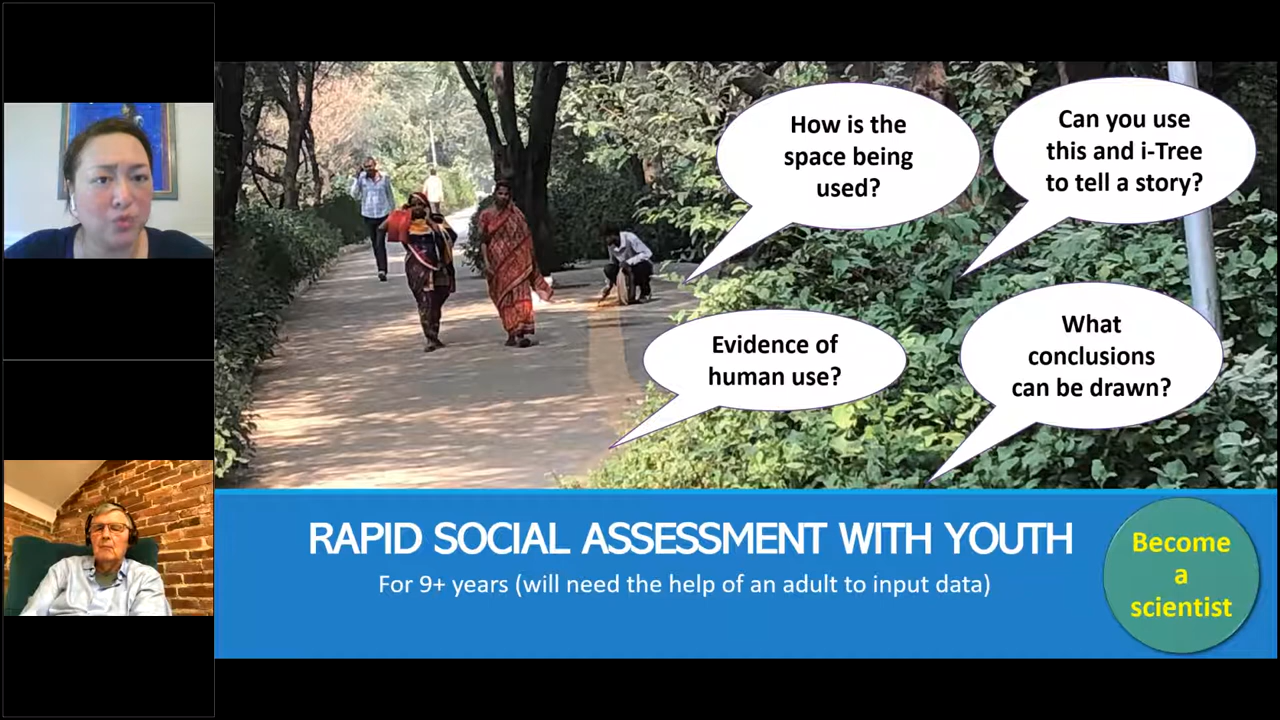 How is the
space being
used?
Can you use
this and i-Tree
to tell a story?
Evidence of
human use?
What
conclusions
can be drawn?
RAPID SOCIAL ASSESSMENT WITH YOUTH
For 9+ years (will need the help of an adult to input data)
Become
a
scientist